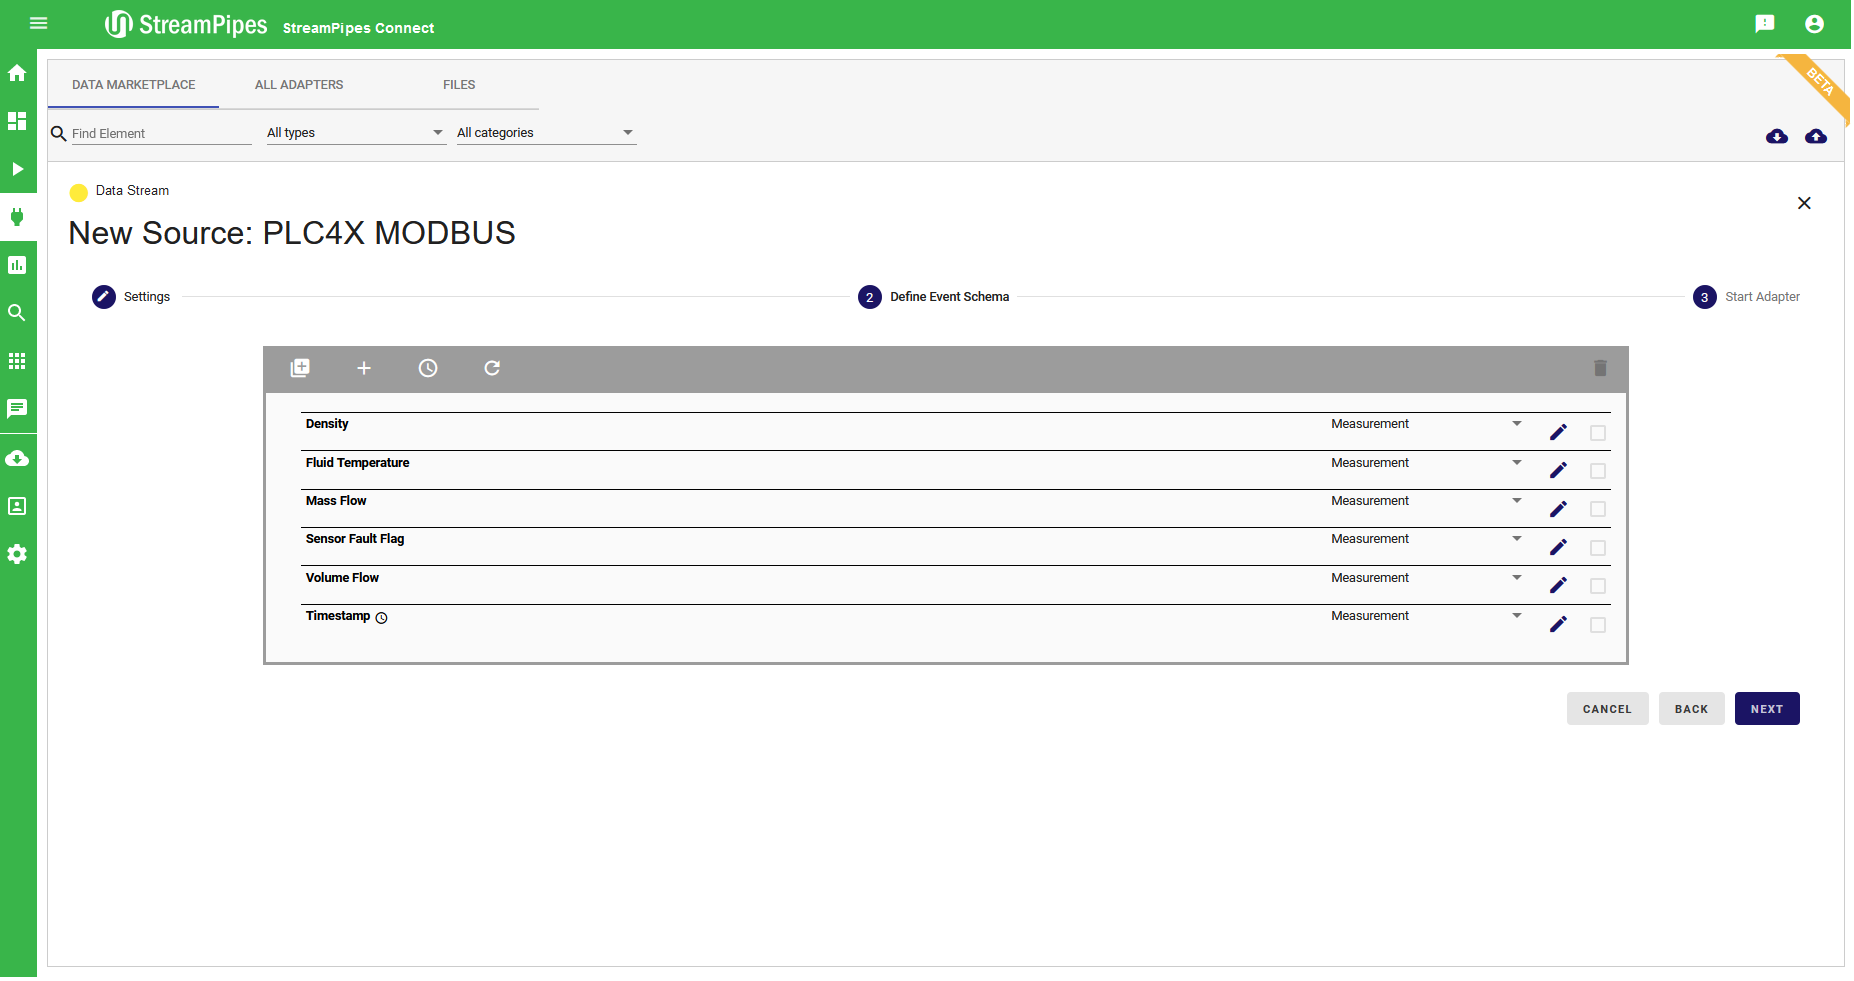 StreamPipes StreamPipes Connect
DATA MARKETPLACE ALL ADAPTERS FILES
BETA
Find Element All types All categories
Data Stream
New Source: PLC4X MODBUS
Settings 2 Define Event Schema 3 Start Adapter
Density Measurement
Fluid Temperature Measurement
Mass Flow Measurement
Sensor Fault Flag Measurement
Volume Flow Measurement
Timestamp Measurement
CANCEL BACK NEXT